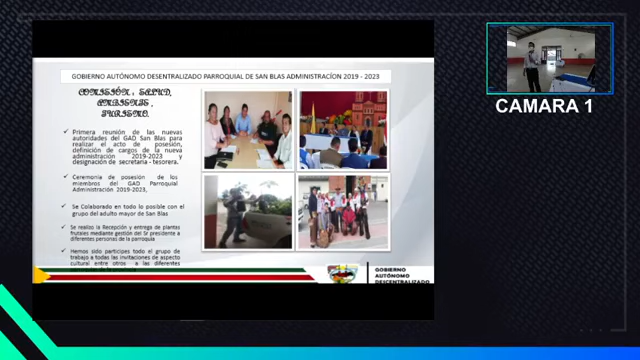 GOBIERNO AUTÓNOMO DESENTRALIZADO PARROQUIAL DE SAN BLAS ADMINISTRACÍON 2019 - 2023
COMISIÓN : SALUD,
AMBIENTE ,
TURISMO.
✓ Primera reunión de las nuevas
autoridades del GAD San Blas para
realizar el acto de posesión,
definición de cargos de la nueva
administración 2019-2023 y
designación de secretaria - tesorera.
✓ Ceremonia de posesión de los
miembros del GAD Parroquial
Administración 2019-2023,
✓ Se Colaborado en todo lo posible con el
grupo del adulto mayor de San Blas
✓ Se realizo la Recepción y entrega de plantas
frutales mediante gestión del Sr presidente a
diferentes personas de la parroquia
✓ Hemos sido participes todo el grupo de
trabajo a todas las invitaciones de aspecto
cultural entre otros a las diferentes
GOBIERNO
AUTÓNOMO
DESCENTRALIZADO
CAMARA 1